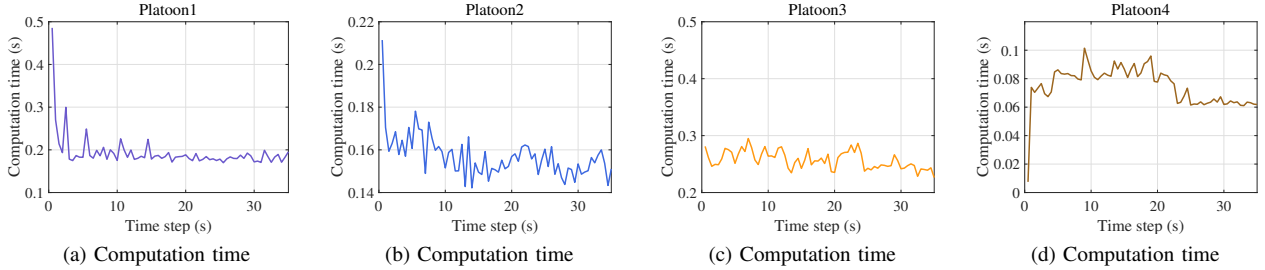 Platoon1
Computation time (s)
0.5
0.4
0.3
0.2
0.1
0
10
20
30
Time step (s)
(a) Computation time
Platoon2
Computation time (s)
0.22
0.2
0.18
0.16
0.14
0
10
20
30
Time step (s)
(b) Computation time
Platoon3
Computation time (s)
0.5
0.4
0.3
0.2
0
10
20
30
Time step (s)
(c) Computation time
Platoon4
Computation time (s)
0.1
0.08
0.06
0.04
0.02
0
0
10
20
30
Time step (s)
(d) Computation time